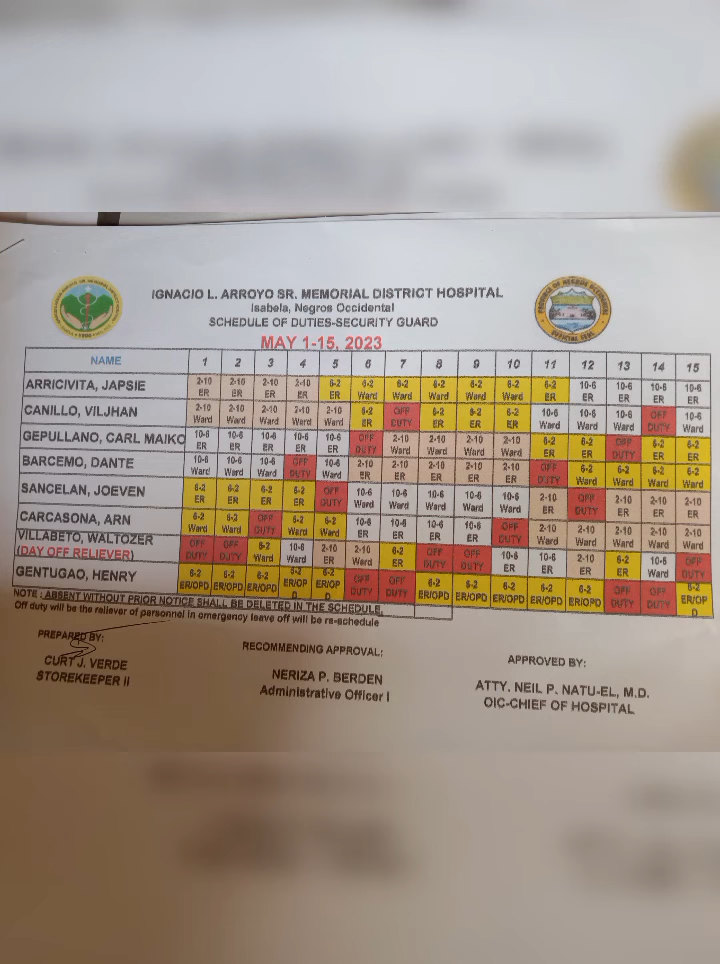 IGNACIO L. ARROYO SR. MEMORIAL DISTRICT HOSPITAL
Isabela, Negros Occidental
SCHEDULE OF DUTIES-SECURITY GUARD
MAY 1-15, 2023
NAME 1 2 3 4 5 6 7 8 9 10 11 12 13 14 15
ARRICIVITA, JAPSIE 2-10 ER 2-10 ER 2-10 ER 2-10 ER 6-2 ER 6-2 Ward 6-2 Ward 6-2 Ward 6-2 Ward 6-2 Ward 6-2 ER 10-6 ER 10-6 ER 10-6 ER 10-6 ER
CANILLO, VILJHAN 2-10 Ward 2-10 Ward 2-10 Ward 2-10 Ward 2-10 Ward 6-2 ER OFF DUTY 6-2 ER 6-2 ER 6-2 ER 10-6 Ward 10-6 Ward 10-6 Ward OFF DUTY 10-6 Ward
GEPULLANO, CARL MAIKO 10-6 ER 10-6 ER 10-6 ER 10-6 ER 10-6 ER OFF DUTY 2-10 Ward 2-10 Ward 2-10 Ward 2-10 Ward 6-2 ER 6-2 ER OFF DUTY 6-2 ER 6-2 ER
BARCEMO, DANTE 10-6 Ward 10-6 Ward 10-6 Ward OFF DUTY 10-6 Ward 2-10 ER 2-10 ER 2-10 ER 2-10 ER 2-10 ER OFF DUTY 6-2 Ward 6-2 Ward 6-2 Ward 6-2 Ward
SANCELAN, JOEVEN 6-2 ER 6-2 ER 6-2 ER 6-2 ER OFF DUTY 10-6 Ward 10-6 Ward 10-6 Ward 10-6 Ward 10-6 Ward 2-10 ER OFF DUTY 2-10 ER 2-10 ER 2-10 ER
CARCASONA, ARN 6-2 Ward 6-2 Ward OFF DUTY 6-2 Ward 6-2 Ward 10-6 ER 10-6 ER 10-6 ER 10-6 ER OFF DUTY 2-10 Ward 2-10 Ward 2-10 Ward 2-10 Ward 2-10 Ward
VILLABETO, WALTOZER (DAY OFF RELIEVER) OFF DUTY OFF DUTY 6-2 Ward 10-6 Ward 2-10 ER 2-10 Ward 6-2 ER OFF DUTY OFF DUTY 10-6 ER 10-6 ER 2-10 ER 6-2 ER 10-6 Ward OFF DUTY
GENTUGAO, HENRY 6-2 ER/OPD 6-2 ER/OPD 6-2 ER/OPD 6-2 ER/OP D 6-2 ER/OP D OFF DUTY OFF DUTY 6-2 ER/OPD 6-2 ER/OPD 6-2 ER/OPD 6-2 ER/OPD 6-2 ER/OPD OFF DUTY OFF DUTY 6-2 ER/OP D
NOTE : ABSENT WITHOUT PRIOR NOTICE SHALL BE DELETED IN THE SCHEDULE
Off duty will be the reliever of personnel in emergency leave off will be re-schedule
PREPARED BY:
CURT J. VERDE
STOREKEEPER II
RECOMMENDING APPROVAL:
NERIZA P. BERDEN
Administrative Officer I
APPROVED BY:
ATTY. NEIL P. NATU-EL, M.D.
OIC-CHIEF OF HOSPITAL
PROVINCE OF NEGROS OCCIDENTAL
OFFICIAL SEAL